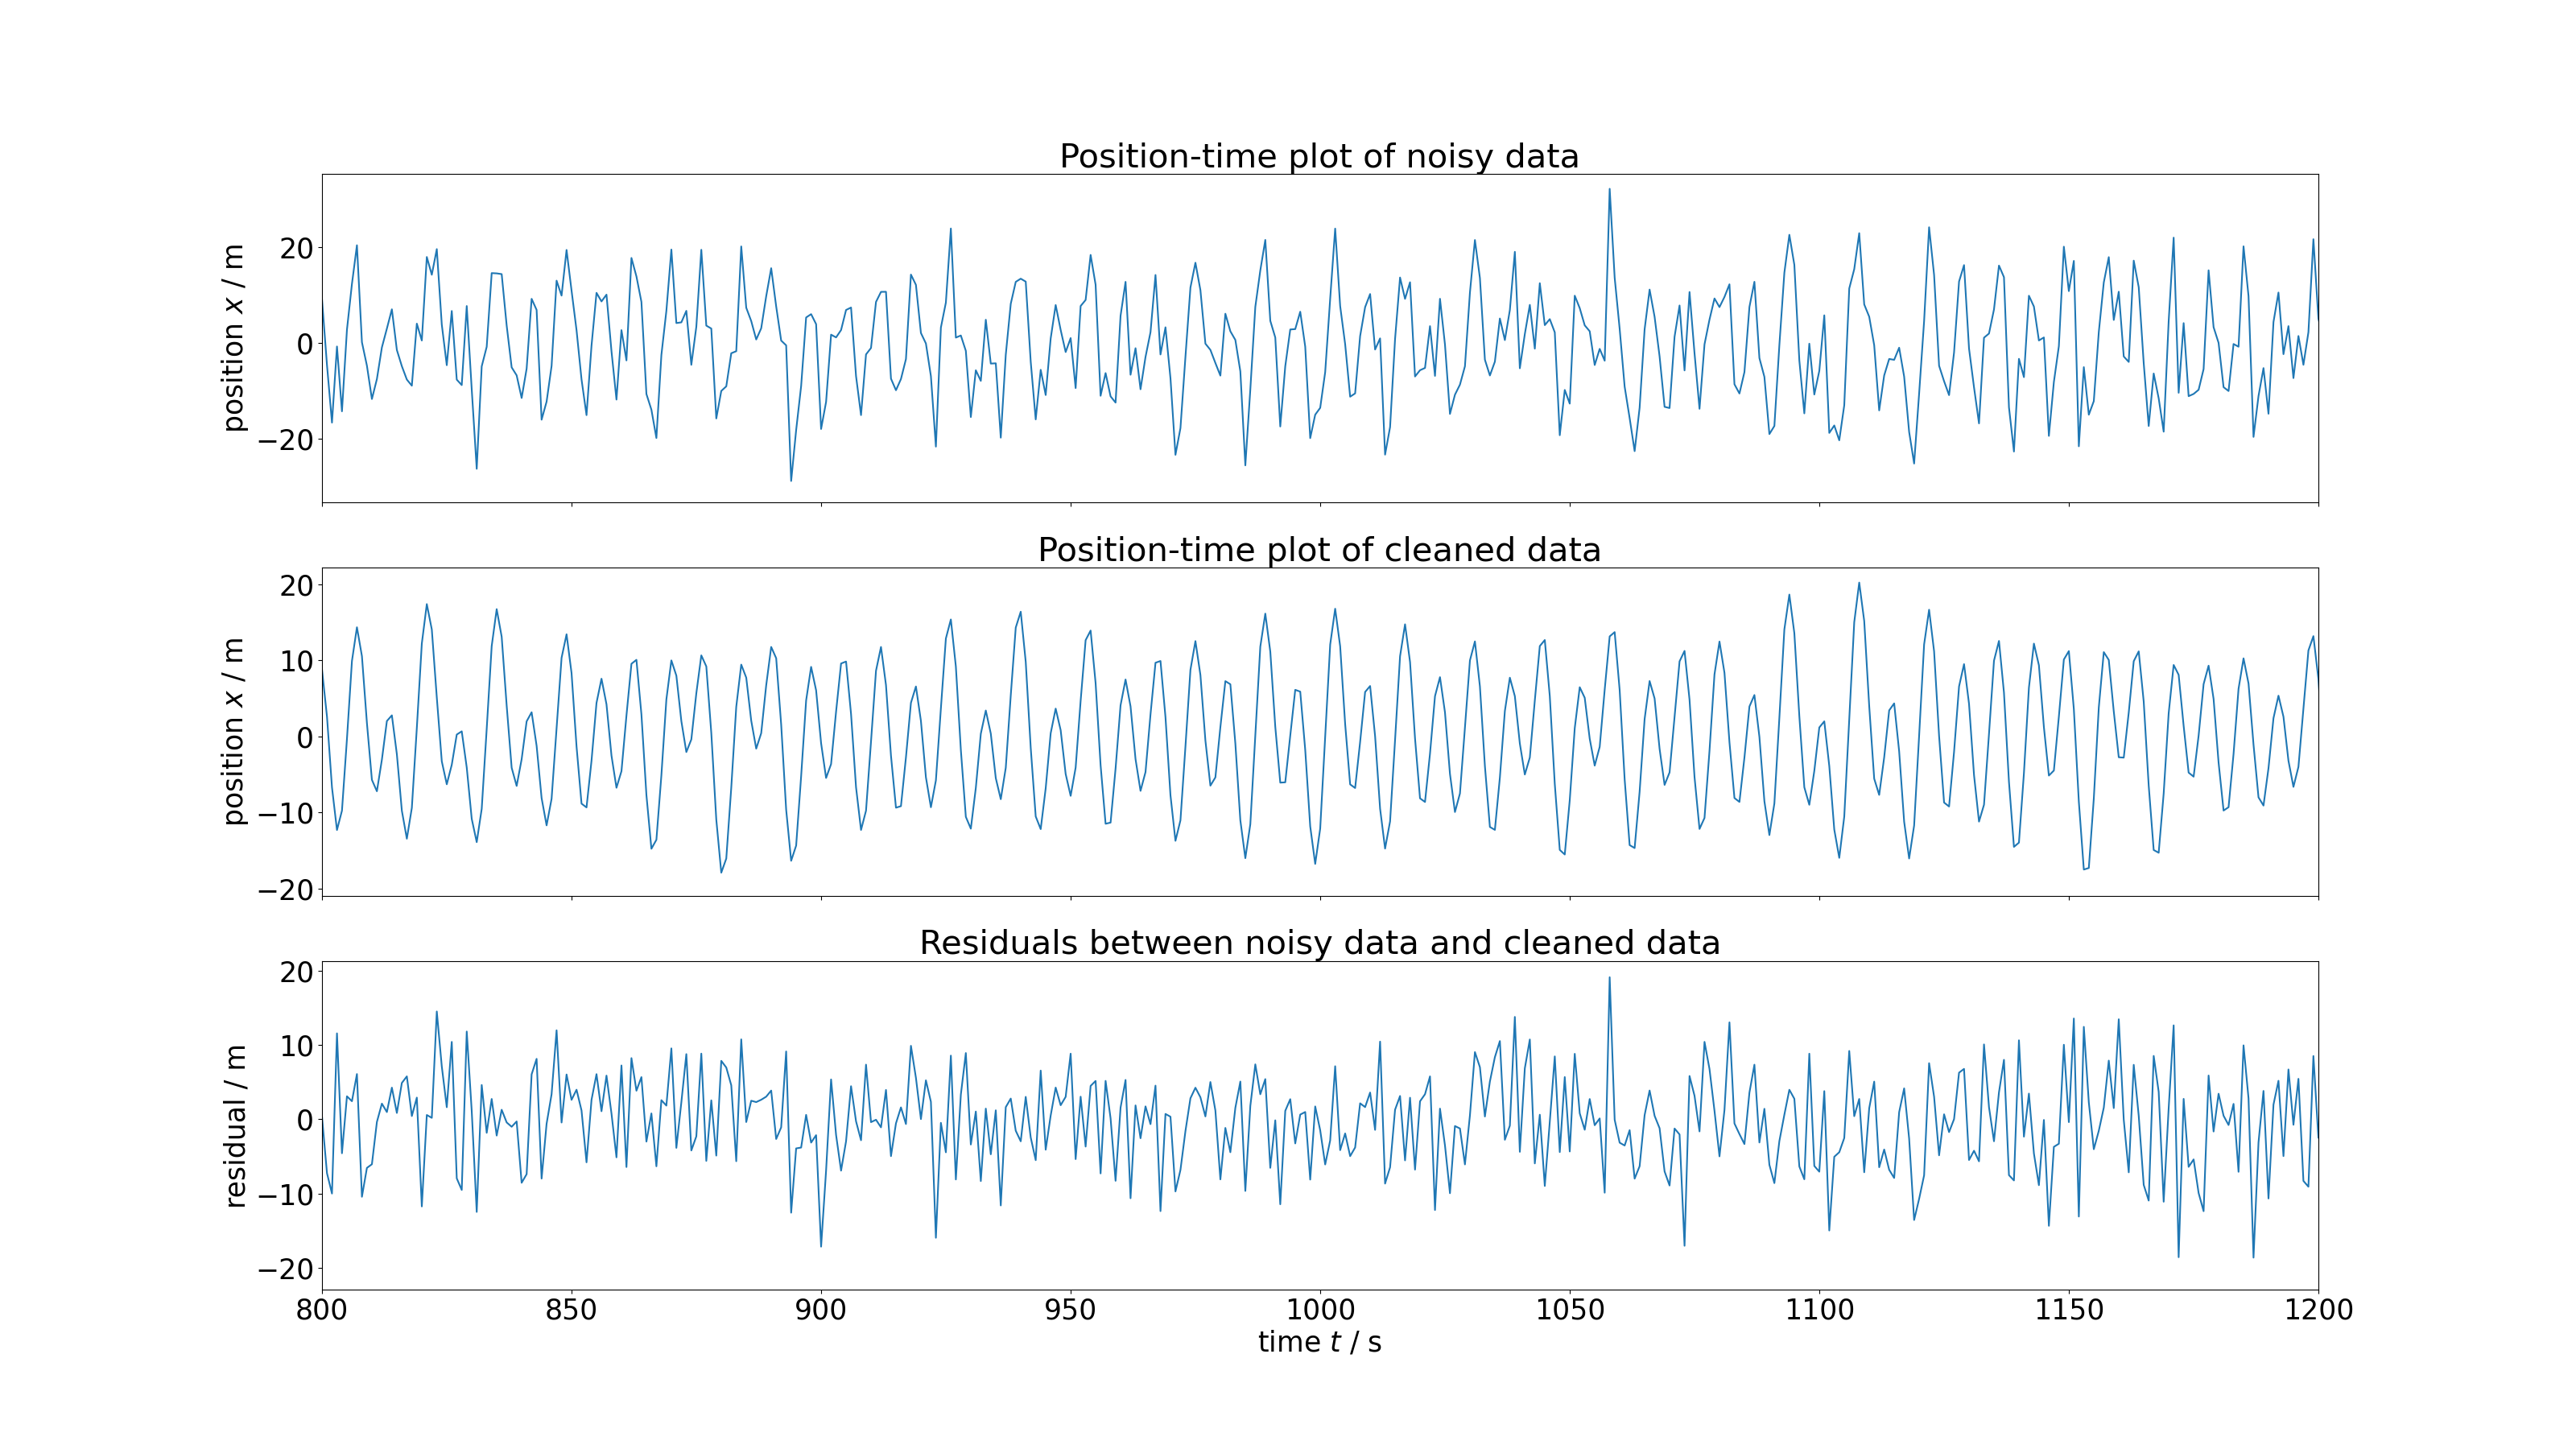 Position-time plot of noisy data
position x / m
20
0
−20
Position-time plot of cleaned data
position x / m
20
10
0
−10
−20
Residuals between noisy data and cleaned data
residual / m
20
10
0
−10
−20
800 850 900 950 1000 1050 1100 1150 1200
time t / s